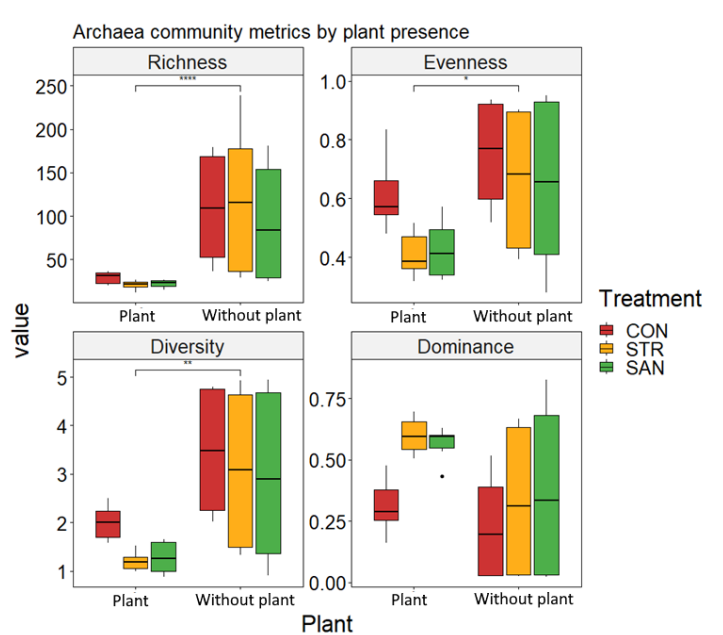 Archaea community metrics by plant presence
Richness
Evenness
****
*
250
200
150
100
50
1.0
0.8
0.6
0.4
Plant
Without plant
Plant
Without plant
value
Treatment
CON
STR
SAN
Diversity
Dominance
**
5
4
3
2
1
0.75
0.50
0.25
0.00
Plant
Without plant
Plant
Without plant
Plant